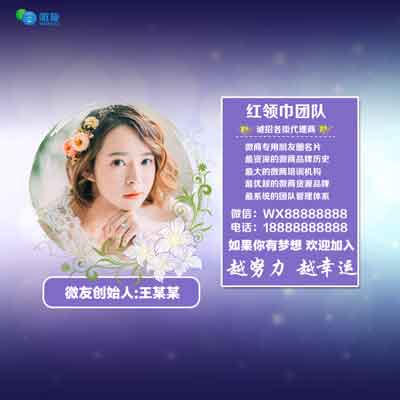 微友创始人:王某某
红领巾团队
诚招各级代理商
微商专用朋友圈名片
最资深的微商品牌历史
最大的微商培训机构
最优越的微商货源品牌
最系统的团队管理体系
微信：WX88888888
电话：18888888888
如果你有梦想 欢迎加入
越努力 越幸运